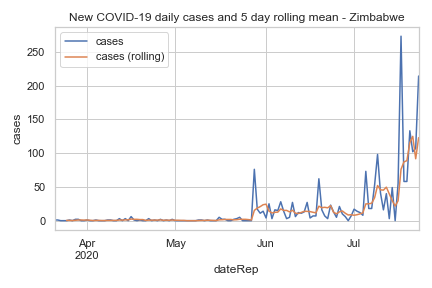 New COVID-19 daily cases and 5 day rolling mean - Zimbabwe
cases
cases (rolling)
250
200
150
100
50
0
cases
Apr
2020
May
Jun
Jul
dateRep